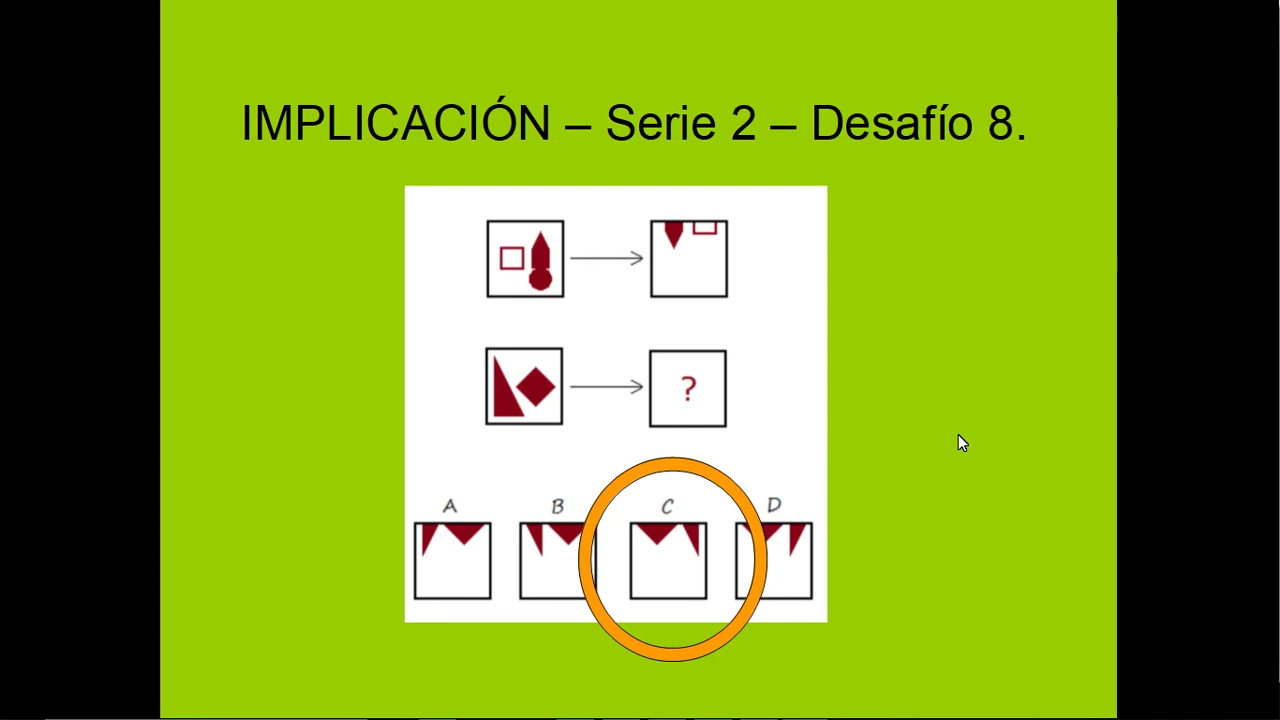 IMPLICACIÓN – Serie 2 – Desafío 8.
?
A B C D